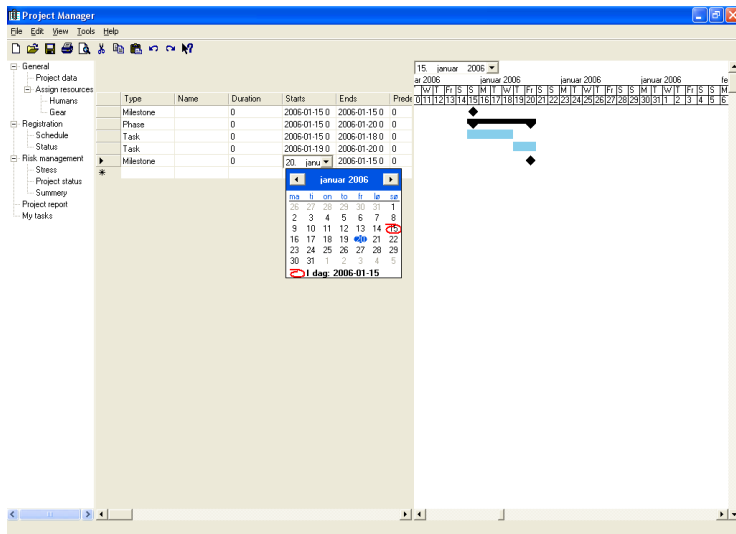 Project Manager
File Edit View Tools Help
General
Project data
Assign resources
Humans
Gear
Registration
Schedule
Status
Risk management
Stress
Project status
Summery
Project report
My tasks
Type Name Duration Starts Ends Prede
Milestone 0 2006-01-15 0 2006-01-15 0 0
Phase 0 2006-01-15 0 2006-01-20 0 0
Task 0 2006-01-15 0 2006-01-18 0 0
Task 0 2006-01-19 0 2006-01-20 0 0
Milestone 0 20. janu 2006-01-15 0 0
januar 2006
ma ti on to fr lø sø
26 27 28 29 30 31 1
2 3 4 5 6 7 8
9 10 11 12 13 14 15
16 17 18 19 20 21 22
23 24 25 26 27 28 29
30 31 1 2 3 4 5
I dag: 2006-01-15
15. januar 2006
ar 2006 januar 2006 januar 2006 januar 2006 fe
W T Fr S S M T W T Fr S S M T W T Fr S S M T W T Fr S S M
0 11 12 13 14 15 16 17 18 19 20 21 22 23 24 25 26 27 28 29 30 31 1 2 3 4 5 6